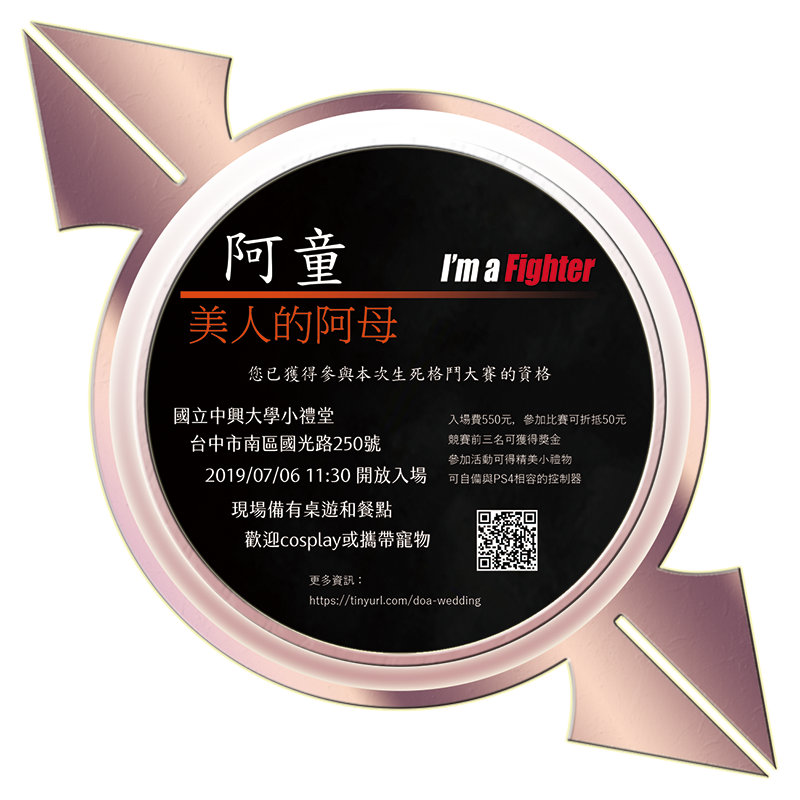 阿童
I'm a Fighter
美人的阿母
您已獲得參與本次生死格鬥大賽的資格
國立中興大學小禮堂
台中市南區國光路250號
2019/07/06 11:30 開放入場
現場備有桌遊和餐點
歡迎cosplay或攜帶寵物
入場費550元，參加比賽可折抵50元
競賽前三名可獲得獎金
參加活動可得精美小禮物
可自備與PS4相容的控制器
更多資訊：
https://tinyurl.com/doa-wedding